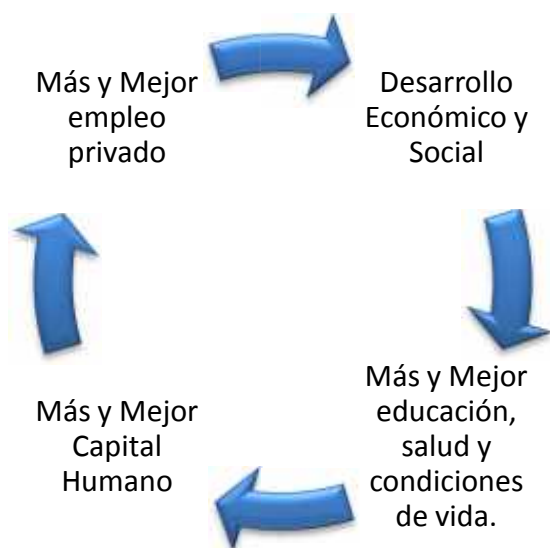 Más y Mejor
empleo
privado
Desarrollo
Económico y
Social
Más y Mejor
educación,
salud y
condiciones
de vida.
Más y Mejor
Capital
Humano